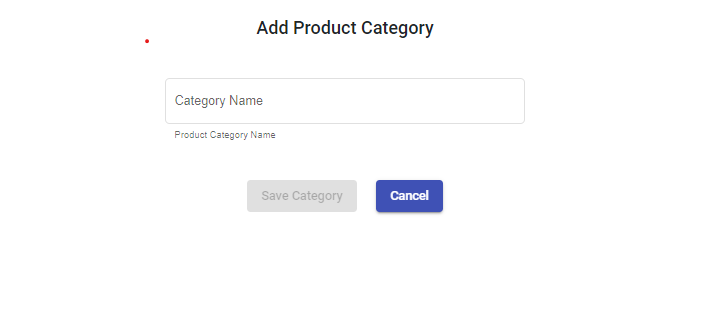 Add Product Category
Category Name
Product Category Name
Save Category
Cancel